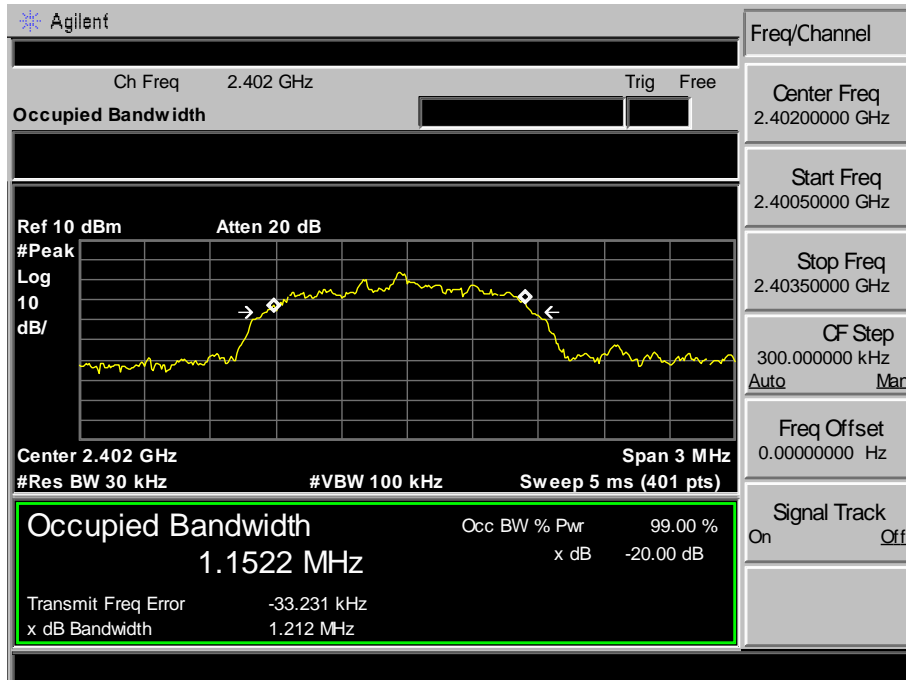 Agilent
Freq/Channel
Ch Freq 2.402 GHz Trig Free
Occupied Bandwidth
Center Freq
2.40200000 GHz
Start Freq
2.40050000 GHz
Ref 10 dBm Atten 20 dB
#Peak
Log
10
dB/
Stop Freq
2.40350000 GHz
CF Step
300.000000 kHz
Auto Man
Freq Offset
0.00000000 Hz
Center 2.402 GHz Span 3 MHz
#Res BW 30 kHz #VBW 100 kHz Sweep 5 ms (401 pts)
Signal Track
On Off
Occupied Bandwidth
1.1522 MHz
Occ BW % Pwr 99.00 %
x dB -20.00 dB
Transmit Freq Error -33.231 kHz
x dB Bandwidth 1.212 MHz